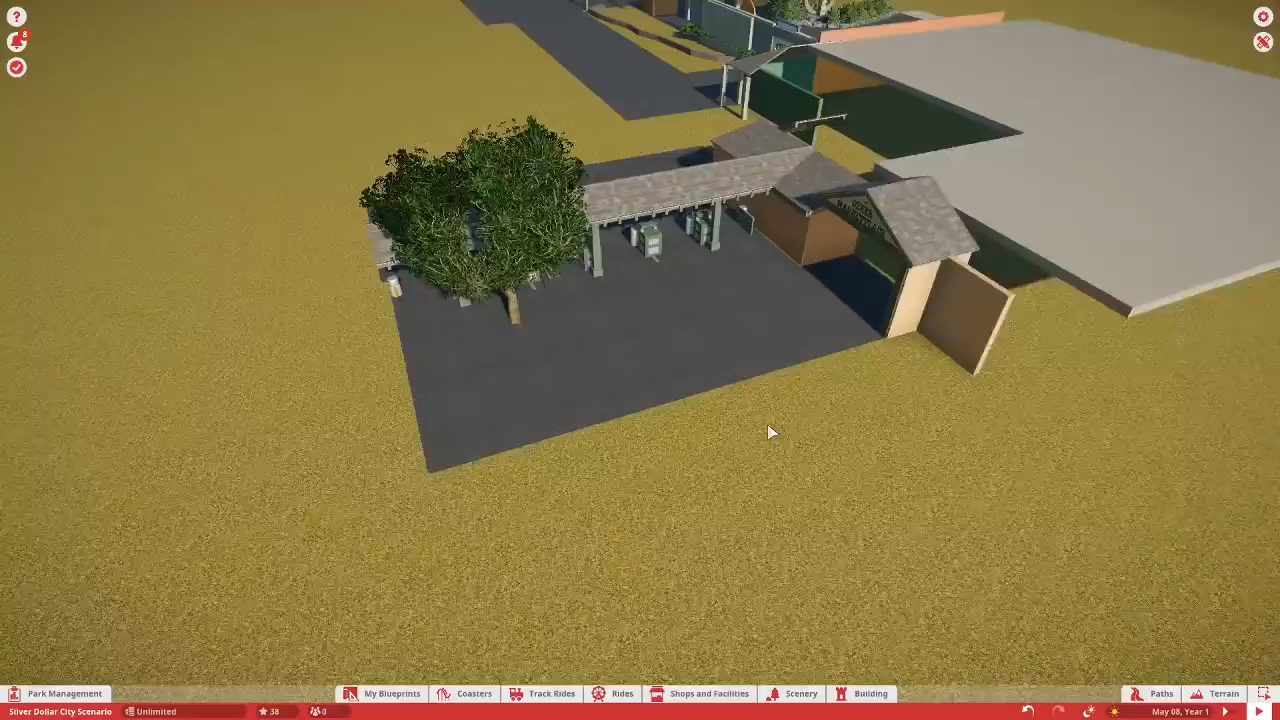 ?
8
Park Management
My Blueprints
Coasters
Track Rides
Rides
Shops and Facilities
Scenery
Building
Paths
Terrain
Silver Dollar City Scenario
Unlimited
38
0
May 08, Year 1